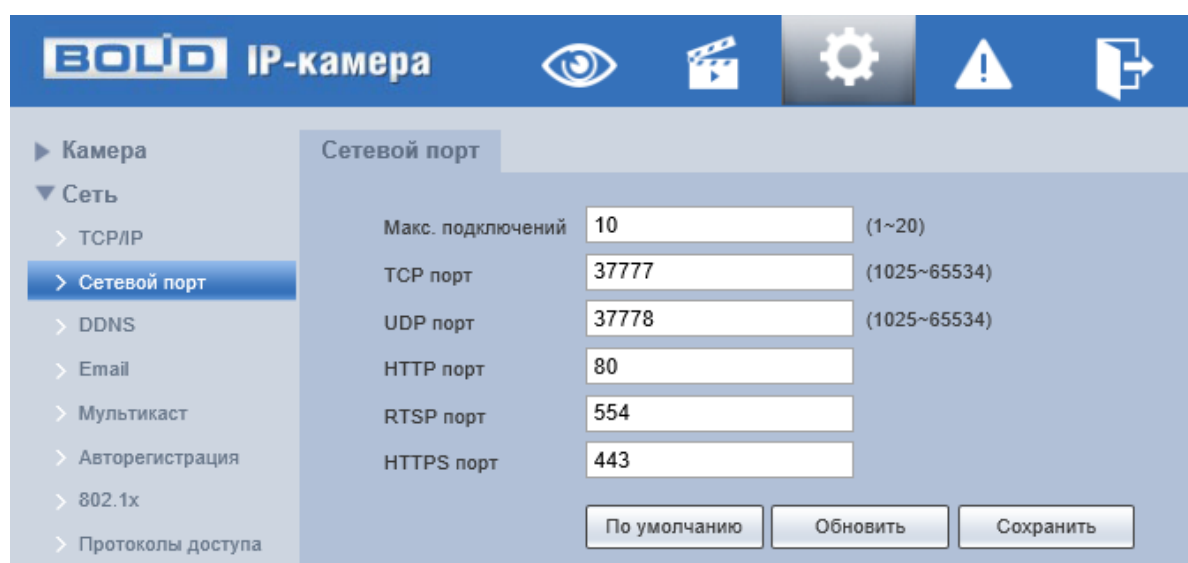 BOLID IP-камера
Камера
Сеть
TCP/IP
Сетевой порт
DDNS
Email
Мультикаст
Авторегистрация
802.1x
Протоколы доступа
Сетевой порт
Макс. подключений 10 (1~20)
TCP порт 37777 (1025~65534)
UDP порт 37778 (1025~65534)
HTTP порт 80
RTSP порт 554
HTTPS порт 443
По умолчанию Обновить Сохранить